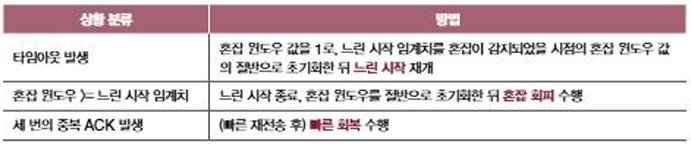 상황 분류 방법
타임아웃 발생 혼잡 윈도우 값을 1로, 느린 시작 임계치를 혼잡이 감지되었을 시점의 혼잡 윈도우 값
의 절반으로 초기화한 뒤 느린 시작 재개
혼잡 윈도우 >= 느린 시작 임계치 느린 시작 종료, 혼잡 윈도우를 절반으로 초기화한 뒤 혼잡 회피 수행
세 번의 중복 ACK 발생 (빠른 재전송 후) 빠른 회복 수행